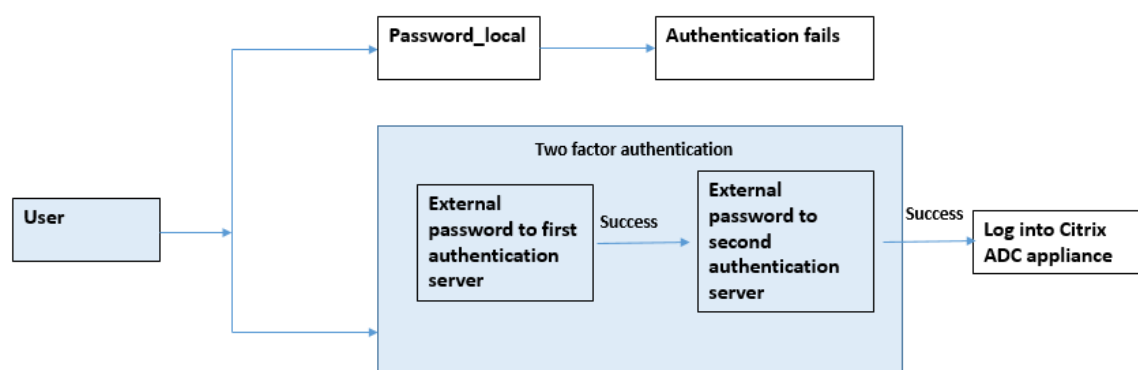 Password_local
Authentication fails
Two factor authentication
User
External
password to first
authentication
server
Success
External
password to
second
authentication
server
Success
Log into Citrix
ADC appliance